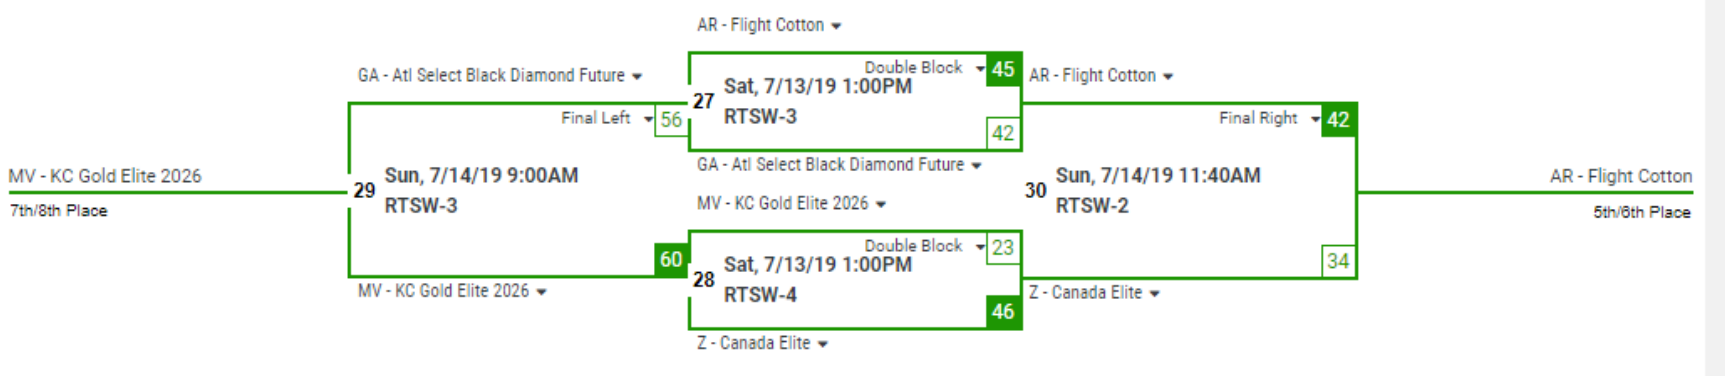 AR - Flight Cotton
GA - Atl Select Black Diamond Future
Double Block 45
AR - Flight Cotton
Sat, 7/13/19 1:00PM
27
RTSW-3
Final Left 56
42
Final Right 42
GA - Atl Select Black Diamond Future
MV - KC Gold Elite 2026
7th/8th Place
29
Sun, 7/14/19 9:00AM
RTSW-3
MV - KC Gold Elite 2026
30
Sun, 7/14/19 11:40AM
RTSW-2
AR - Flight Cotton
5th/6th Place
Double Block 23
60
Sat, 7/13/19 1:00PM
28
RTSW-4
46
34
MV - KC Gold Elite 2026
Z - Canada Elite
Z - Canada Elite